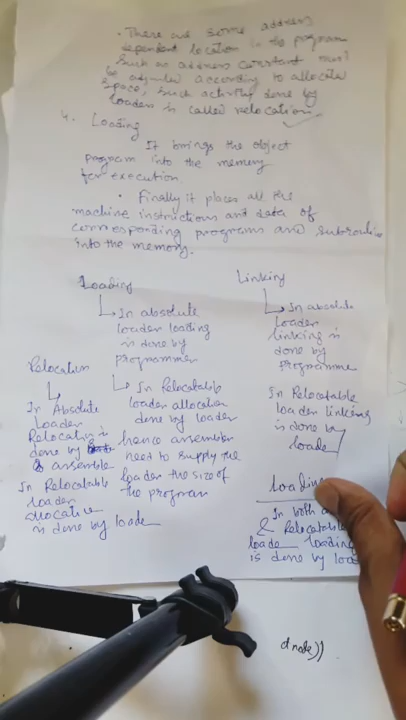 • There are some address
dependent location in the program
such as address constant must
be adjusted according to allocated
space, such activity done by
loader is called relocation
4. Loading
It brings the object
program into the memory
for execution
• Finally it places all the
machine instructions and data of
corresponding programs and subroutine
into the memory.
Loading
In absolute
loader loading
is done by
programmer
In Relocatable
loader allocation
done by loader
hence assembler
need to supply the
loader the size of
the program
Relocation
In Absolute
Loader
Relocation is
done by
assemble
In Relocatable
loader
allocation
is done by loader
Linking
In absolute
loader
linking is
done by
programme
In Relocatable
loader linking
is done by
loader
loading
In both
& Relocatable
loader loading
is done by load
d node))